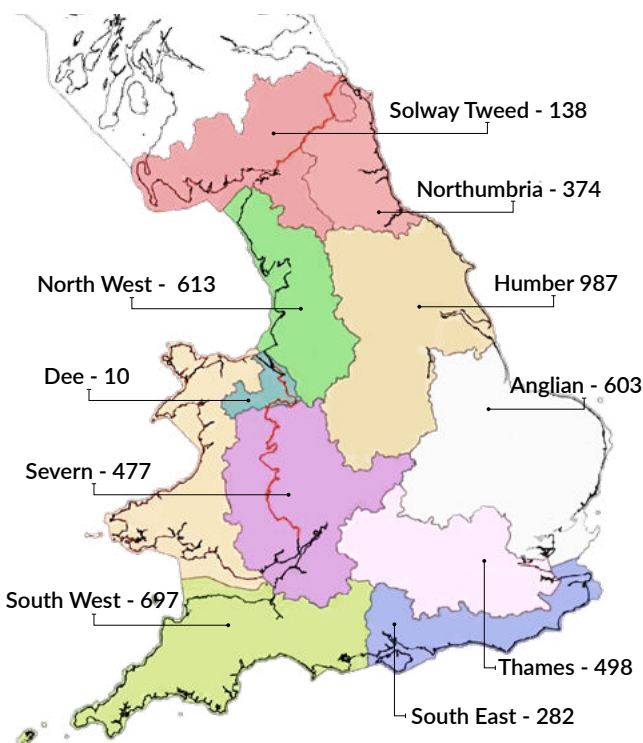 Solway Tweed - 138
Northumbria - 374
North West - 613
Humber 987
Dee - 10
Anglian - 603
Severn - 477
South West - 697
Thames - 498
South East - 282